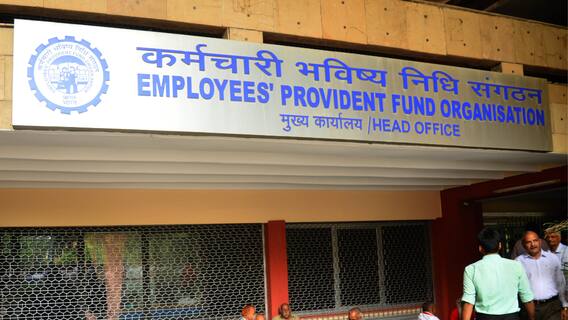 कर्मचारी भविष्य निधि संगठन
EMPLOYEES' PROVIDENT FUND ORGANISATION
मुख्य कार्यालय /HEAD OFFICE